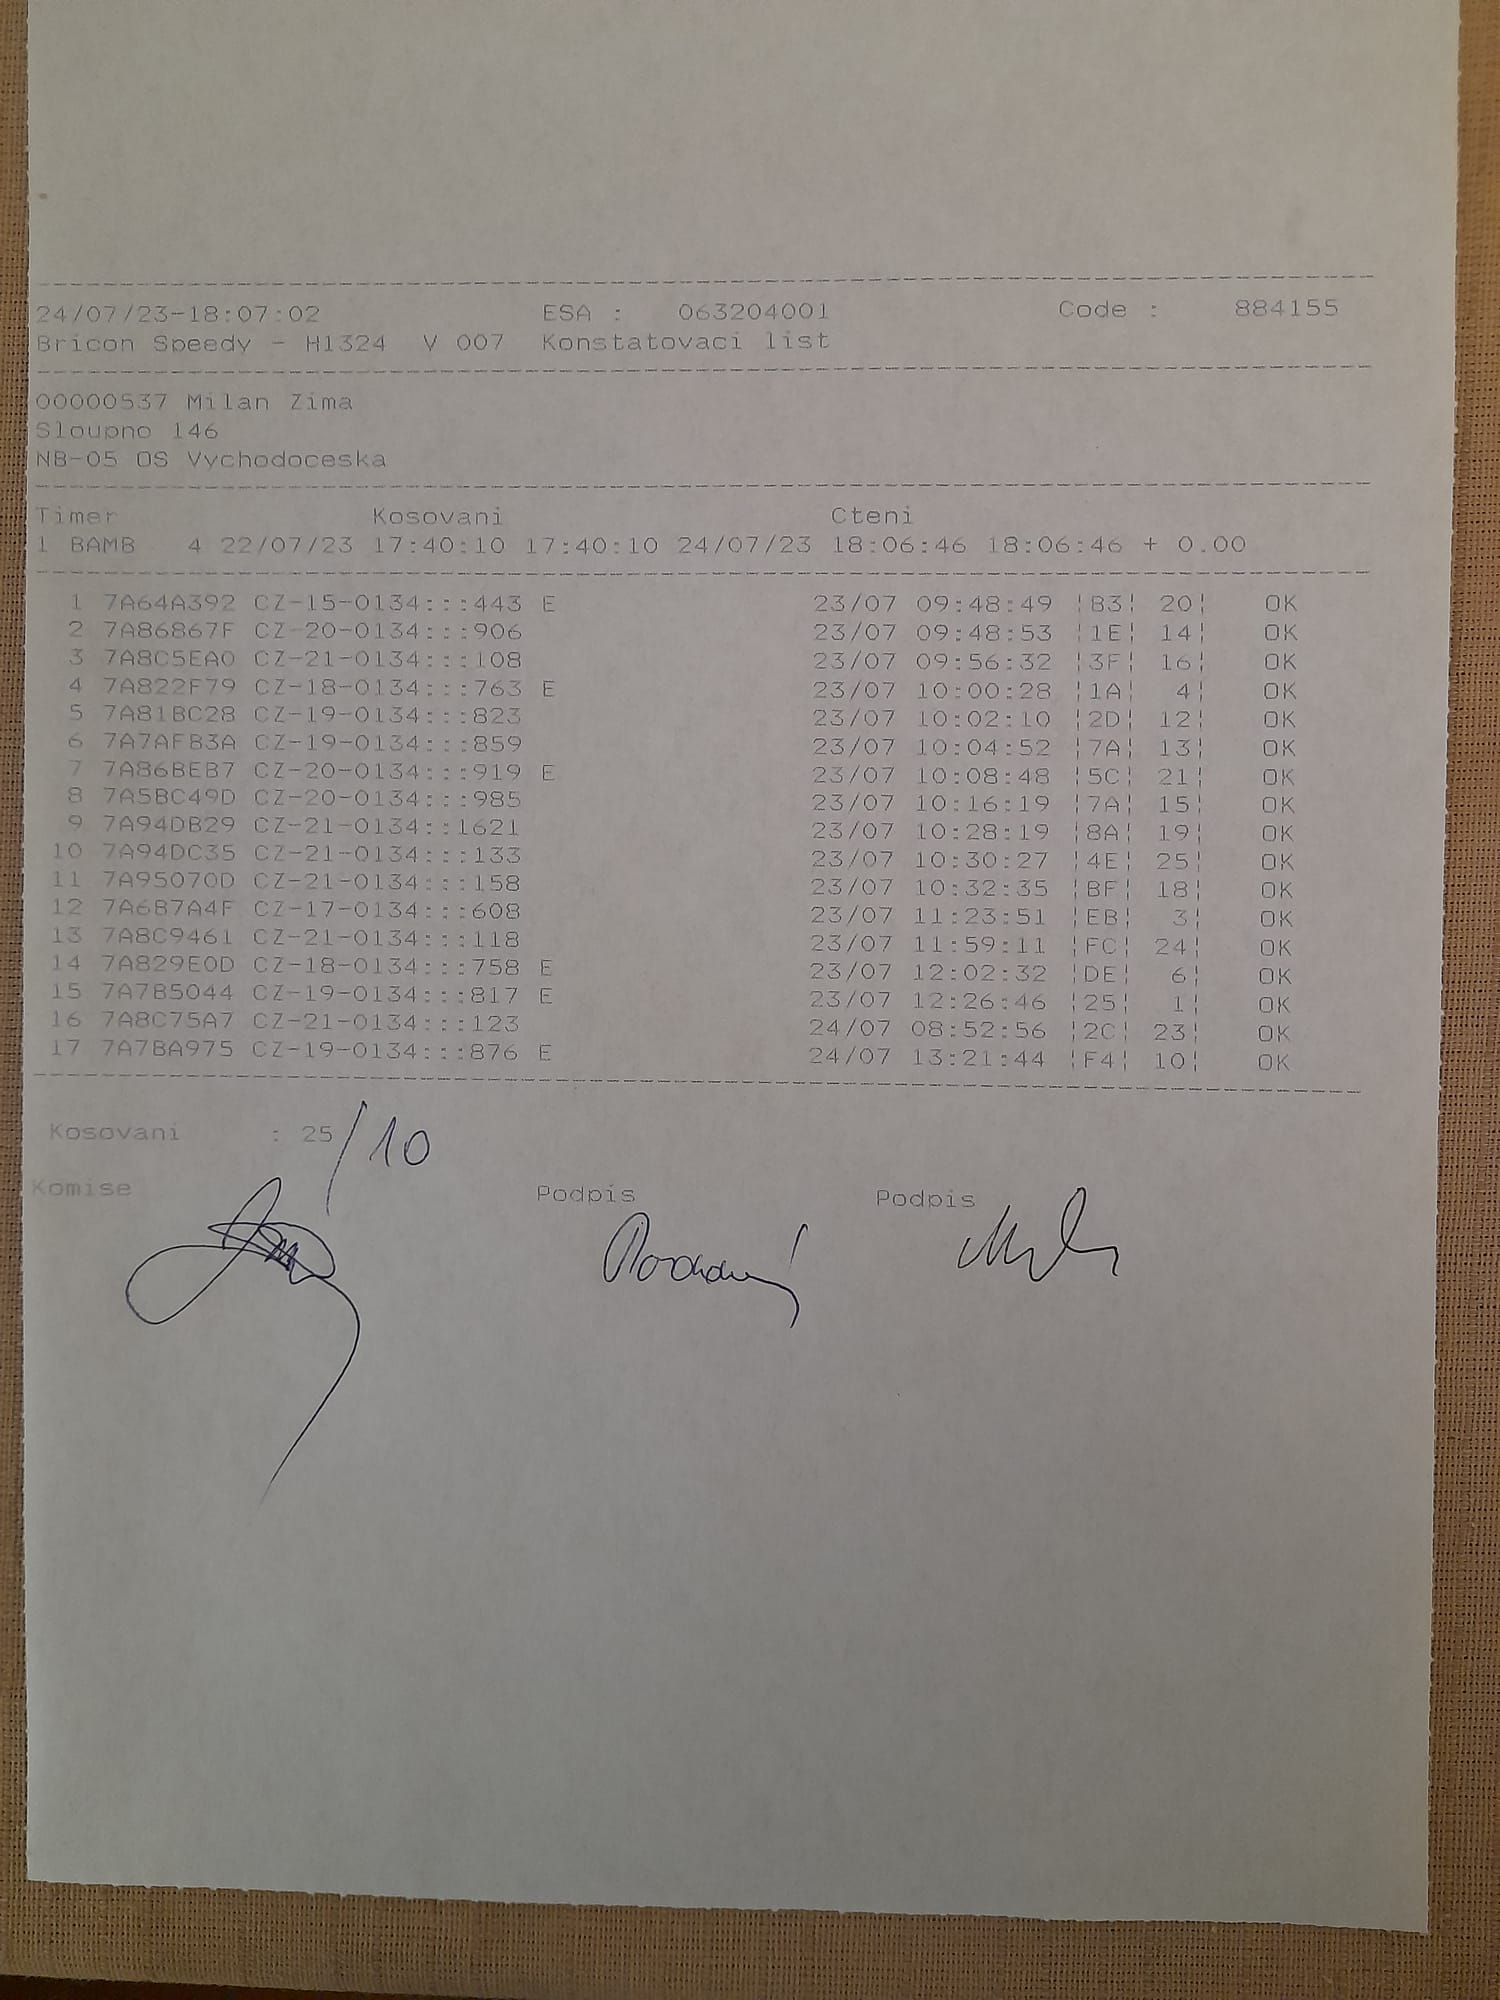 24/07/23-18:07:02 ESA : 063204001 Code : 884155
Bricon Speedy - H1324 V 007 Konstatovaci list
00000537 Milan Zima
Sloupno 146
NB-05 OS Vychodoceska
Timer Kosovani Cteni
1 BAMB 4 22/07/23 17:40:10 17:40:10 24/07/23 18:06:46 18:06:46 + 0.00
1 7A64A392 CZ-15-0134:::443 E 23/07 09:48:49 ¦B3¦ 20¦ OK
2 7A86867F CZ-20-0134:::906 23/07 09:48:53 ¦1E¦ 14¦ OK
3 7A8C5EA0 CZ-21-0134:::108 23/07 09:56:32 ¦3F¦ 16¦ OK
4 7A822F79 CZ-18-0134:::763 E 23/07 10:00:28 ¦1A¦ 4¦ OK
5 7A81BC28 CZ-19-0134:::823 23/07 10:02:10 ¦2D¦ 12¦ OK
6 7A7AFB3A CZ-19-0134:::859 23/07 10:04:52 ¦7A¦ 13¦ OK
7 7A86BEB7 CZ-20-0134:::919 E 23/07 10:08:48 ¦5C¦ 21¦ OK
8 7A5BC49D CZ-20-0134:::985 23/07 10:16:19 ¦7A¦ 15¦ OK
9 7A94DB29 CZ-21-0134::1621 23/07 10:28:19 ¦8A¦ 19¦ OK
10 7A94DC35 CZ-21-0134:::133 23/07 10:30:27 ¦4E¦ 25¦ OK
11 7A95070D CZ-21-0134:::158 23/07 10:32:35 ¦BF¦ 18¦ OK
12 7A687A4F CZ-17-0134:::608 23/07 11:23:51 ¦EB¦ 3¦ OK
13 7A8C9461 CZ-21-0134:::118 23/07 11:59:11 ¦FC¦ 24¦ OK
14 7A829E0D CZ-18-0134:::758 E 23/07 12:02:32 ¦DE¦ 6¦ OK
15 7A7B5044 CZ-19-0134:::817 E 23/07 12:26:46 ¦25¦ 1¦ OK
16 7A8C75A7 CZ-21-0134:::123 24/07 08:52:56 ¦2C¦ 23¦ OK
17 7A7BA975 CZ-19-0134:::876 E 24/07 13:21:44 ¦F4¦ 10¦ OK
Kosovani : 25/10
Komise Podpis Podpis